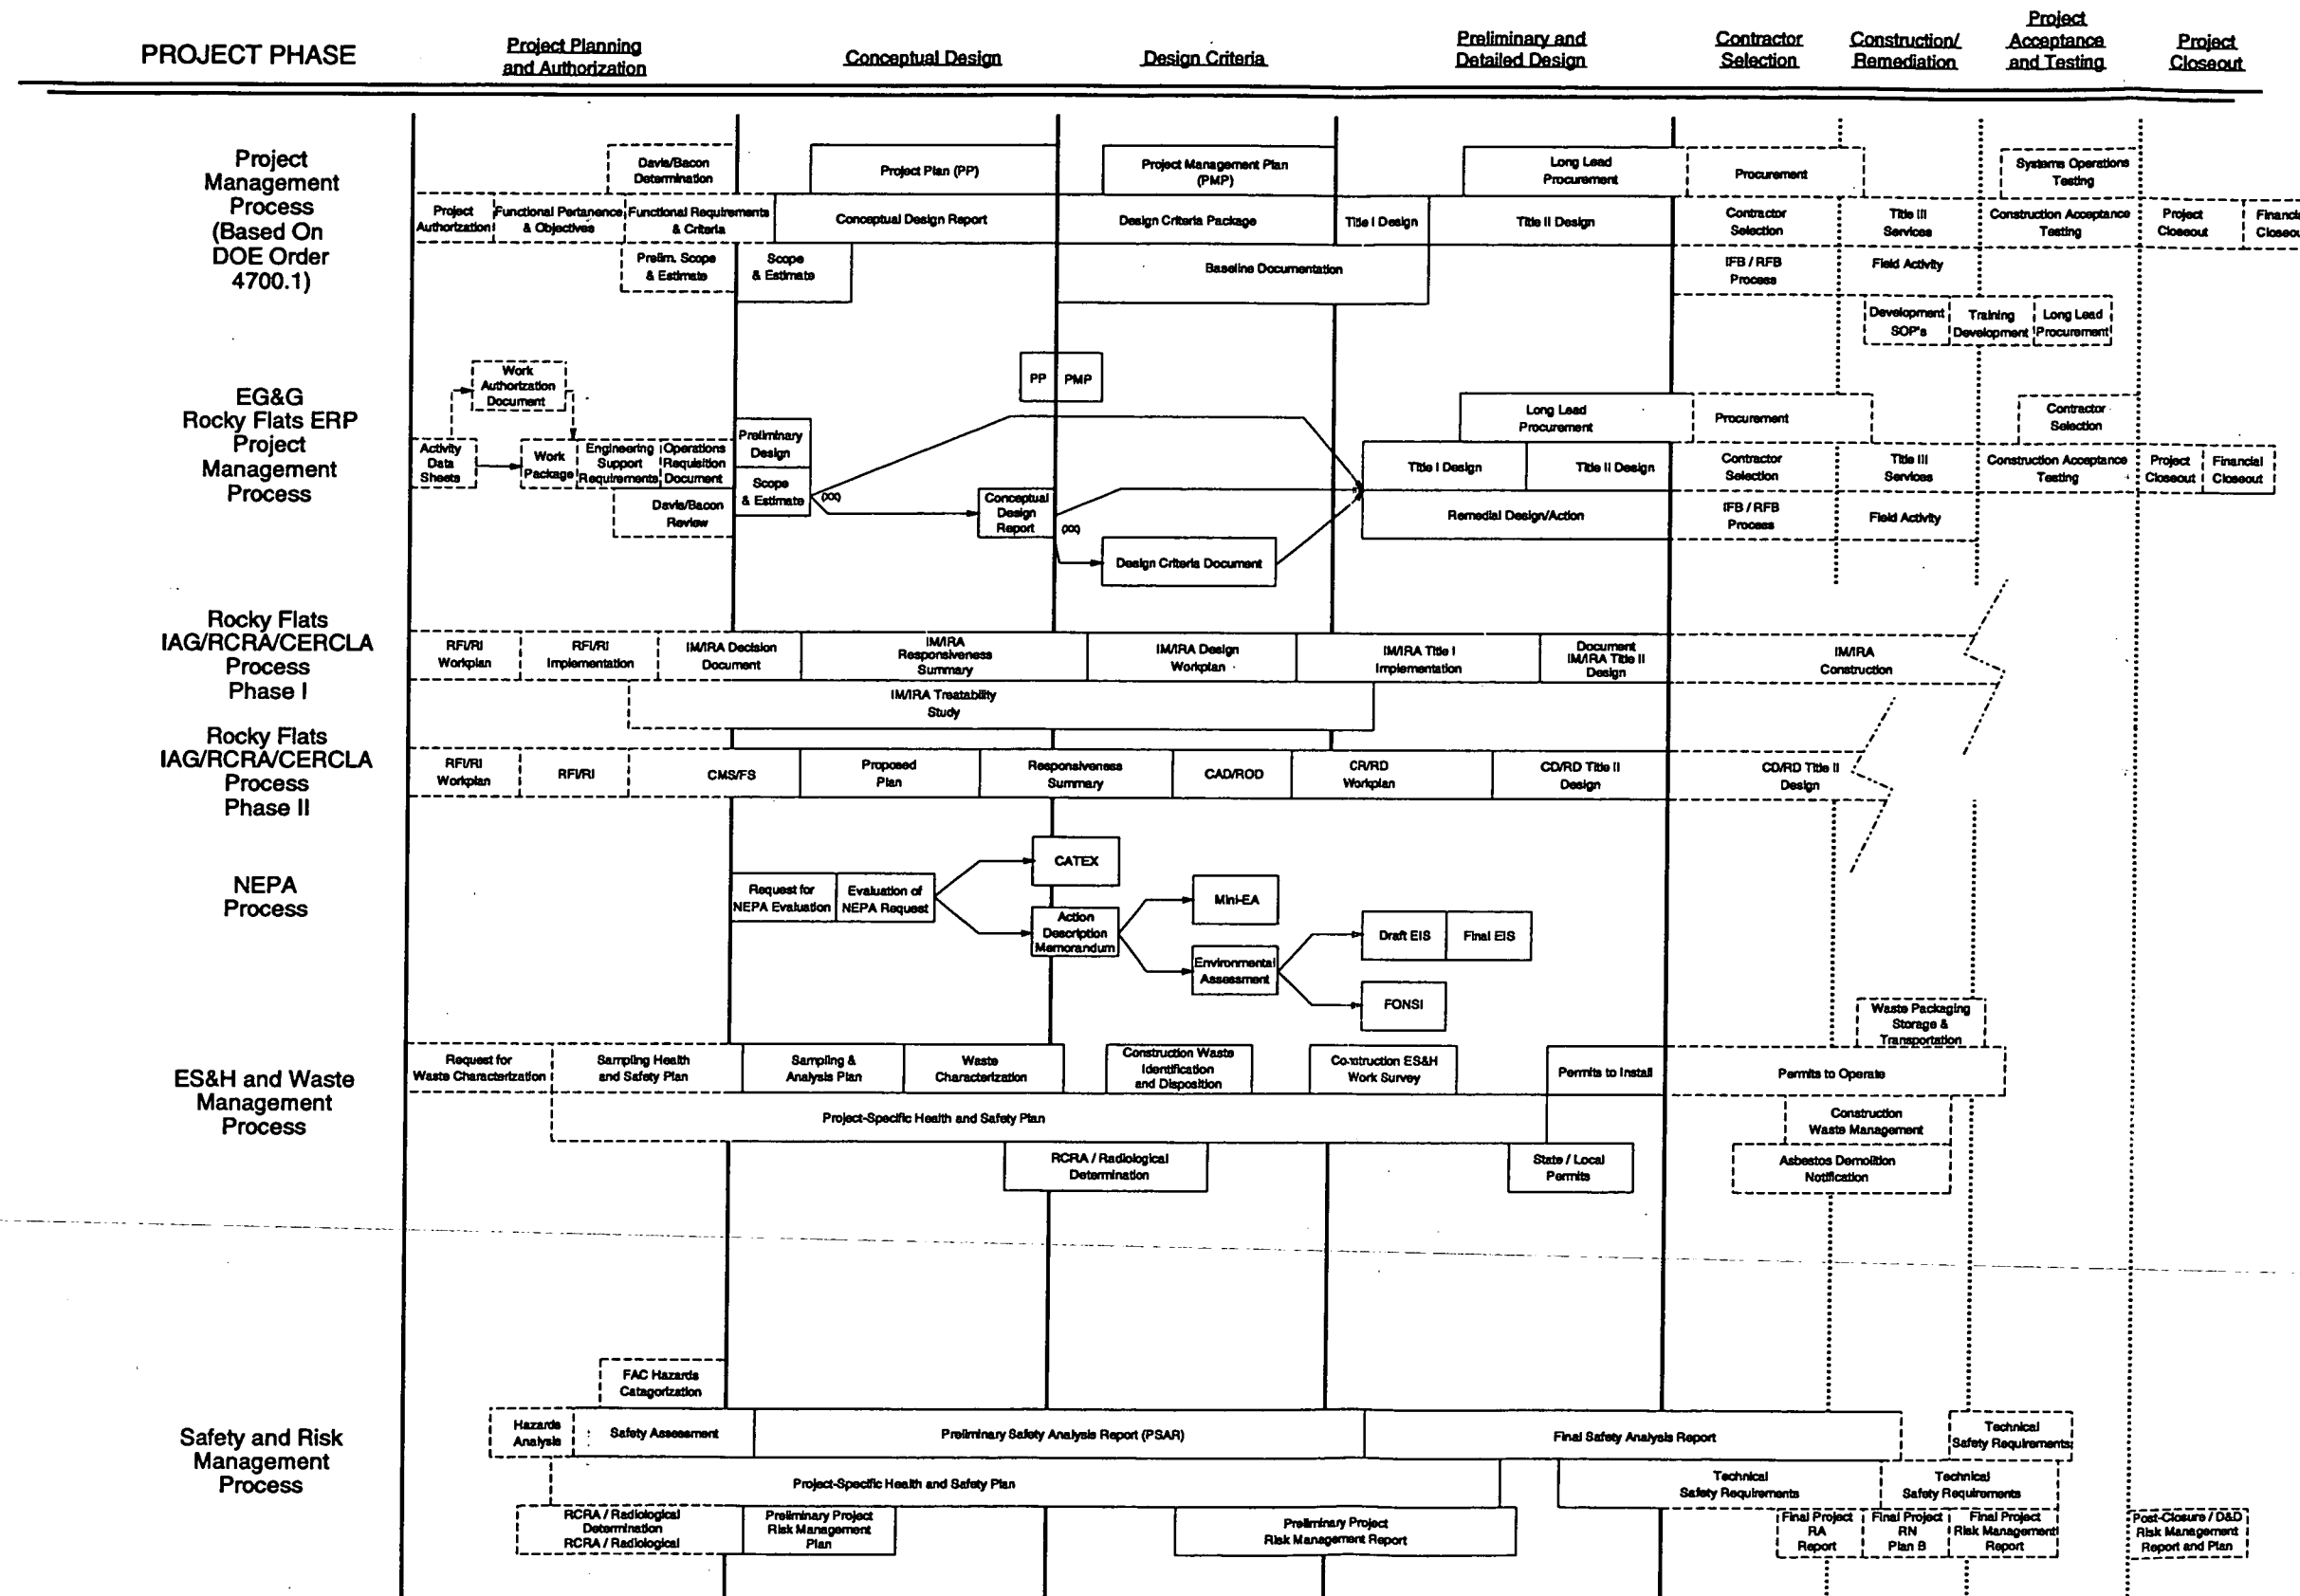 PROJECT PHASE
Project Planning
and Authorization
Conceptual Design
Design Criteria
Preliminary and
Detailed Design
Contractor
Selection
Construction/
Remediation
Project
Acceptance
and Testing
Project
Closeout
Project
Management
Process
(Based On
DOE Order
4700.1)
Davis/Bacon
Determination
Project Plan (PP)
Project Management Plan
(PMP)
Long Lead
Procurement
Procurement
Systems Operations
Testing
Project
Authorization
Functional Pertanence
& Objectives
Functional Requirements
& Criteria
Conceptual Design Report
Design Criteria Package
Title I Design
Title II Design
Contractor
Selection
Title III
Services
Construction Acceptance
Testing
Project
Closeout
Prelim. Scope
& Estimate
Scope
& Estimate
Baseline Documentation
IFB / RFB
Process
Field Activity
Development
SOP's
Training
Development
Long Lead
Procurement
EG&G
Rocky Flats ERP
Project
Management
Process
Work
Authorization
Document
PP
PMP
Long Lead
Procurement
Procurement
Contractor
Selection
Activity
Data
Sheets
Work
Package
Engineering
Support
Requirements
Operations
Requisition
Document
Preliminary
Design
Scope
& Estimate
Davis/Bacon
Review
Conceptual
Design
Report
Design Criteria Document
Title I Design
Title II Design
Remedial Design/Action
Contractor
Selection
Title III
Services
Construction Acceptance
Testing
Project
Closeout
Financial
Closeout
IFB / RFB
Process
Field Activity
Rocky Flats
IAG/RCRA/CERCLA
Process
Phase I
RFI/RI
Workplan
RFI/RI
Implementation
IM/IRA Decision
Document
IM/IRA
Responsiveness
Summary
IM/IRA Design
Workplan
IM/IRA Title I
Implementation
Document
IM/IRA Title II
Design
IM/IRA
Construction
IM/IRA Treatability
Study
Rocky Flats
IAG/RCRA/CERCLA
Process
Phase II
RFI/RI
Workplan
RFI/RI
CMS/FS
Proposed
Plan
Responsiveness
Summary
CAD/ROD
CR/RD
Workplan
CD/RD Title II
Design
CD/RD Title II
Design
NEPA
Process
Request for
NEPA Evaluation
Evaluation of
NEPA Request
CATEX
Action
Description
Memorandum
Mini-EA
Environmental
Assessment
Draft EIS
Final EIS
FONSI
ES&H and Waste
Management
Process
Waste Packaging
Storage &
Transportation
Request for
Waste Characterization
Sampling Health
and Safety Plan
Sampling &
Analysis Plan
Waste
Characterization
Construction Waste
Identification
and Disposition
Construction ES&H
Work Survey
Permits to Install
Permits to Operate
Project-Specific Health and Safety Plan
Construction
Waste Management
RCRA / Radiological
Determination
State / Local
Permits
Asbestos Demolition
Notification
Safety and Risk
Management
Process
FAC Hazards
Catagorization
Hazards
Analysis
Safety Assessment
Preliminary Safety Analysis Report (PSAR)
Final Safety Analysis Report
Technical
Safety Requirements
Project-Specific Health and Safety Plan
Technical
Safety Requirements
Technical
Safety Requirements
RCRA / Radiological
Determination
RCRA / Radiological
Preliminary Project
Risk Management
Plan
Preliminary Project
Risk Management Report
Final Project
RA
Report
Final Project
RN
Plan B
Final Project
Risk Management
Report
Post-Closure / D&D
Risk Management
Report and Plan